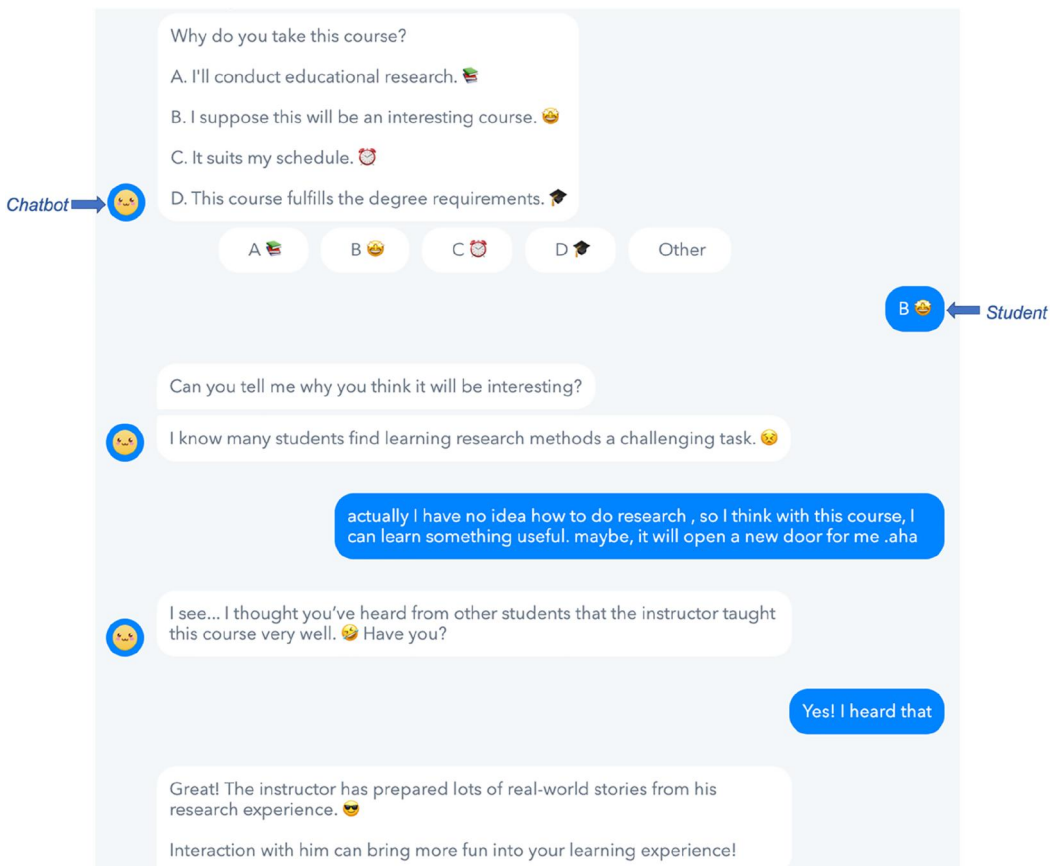 Why do you take this course?
A. I'll conduct educational research. 📚
B. I suppose this will be an interesting course. 🤩
C. It suits my schedule. ⏰
Chatbot
D. This course fulfills the degree requirements. 🎓
A 📚 B 🤩 C ⏰ D 🎓 Other
B 🤩
Student
Can you tell me why you think it will be interesting?
I know many students find learning research methods a challenging task. 😣
actually I have no idea how to do research , so I think with this course, I
can learn something useful. maybe, it will open a new door for me .aha
I see... I thought you’ve heard from other students that the instructor taught
this course very well. 🤣 Have you?
Yes! I heard that
Great! The instructor has prepared lots of real-world stories from his
research experience. 😎
Interaction with him can bring more fun into your learning experience!